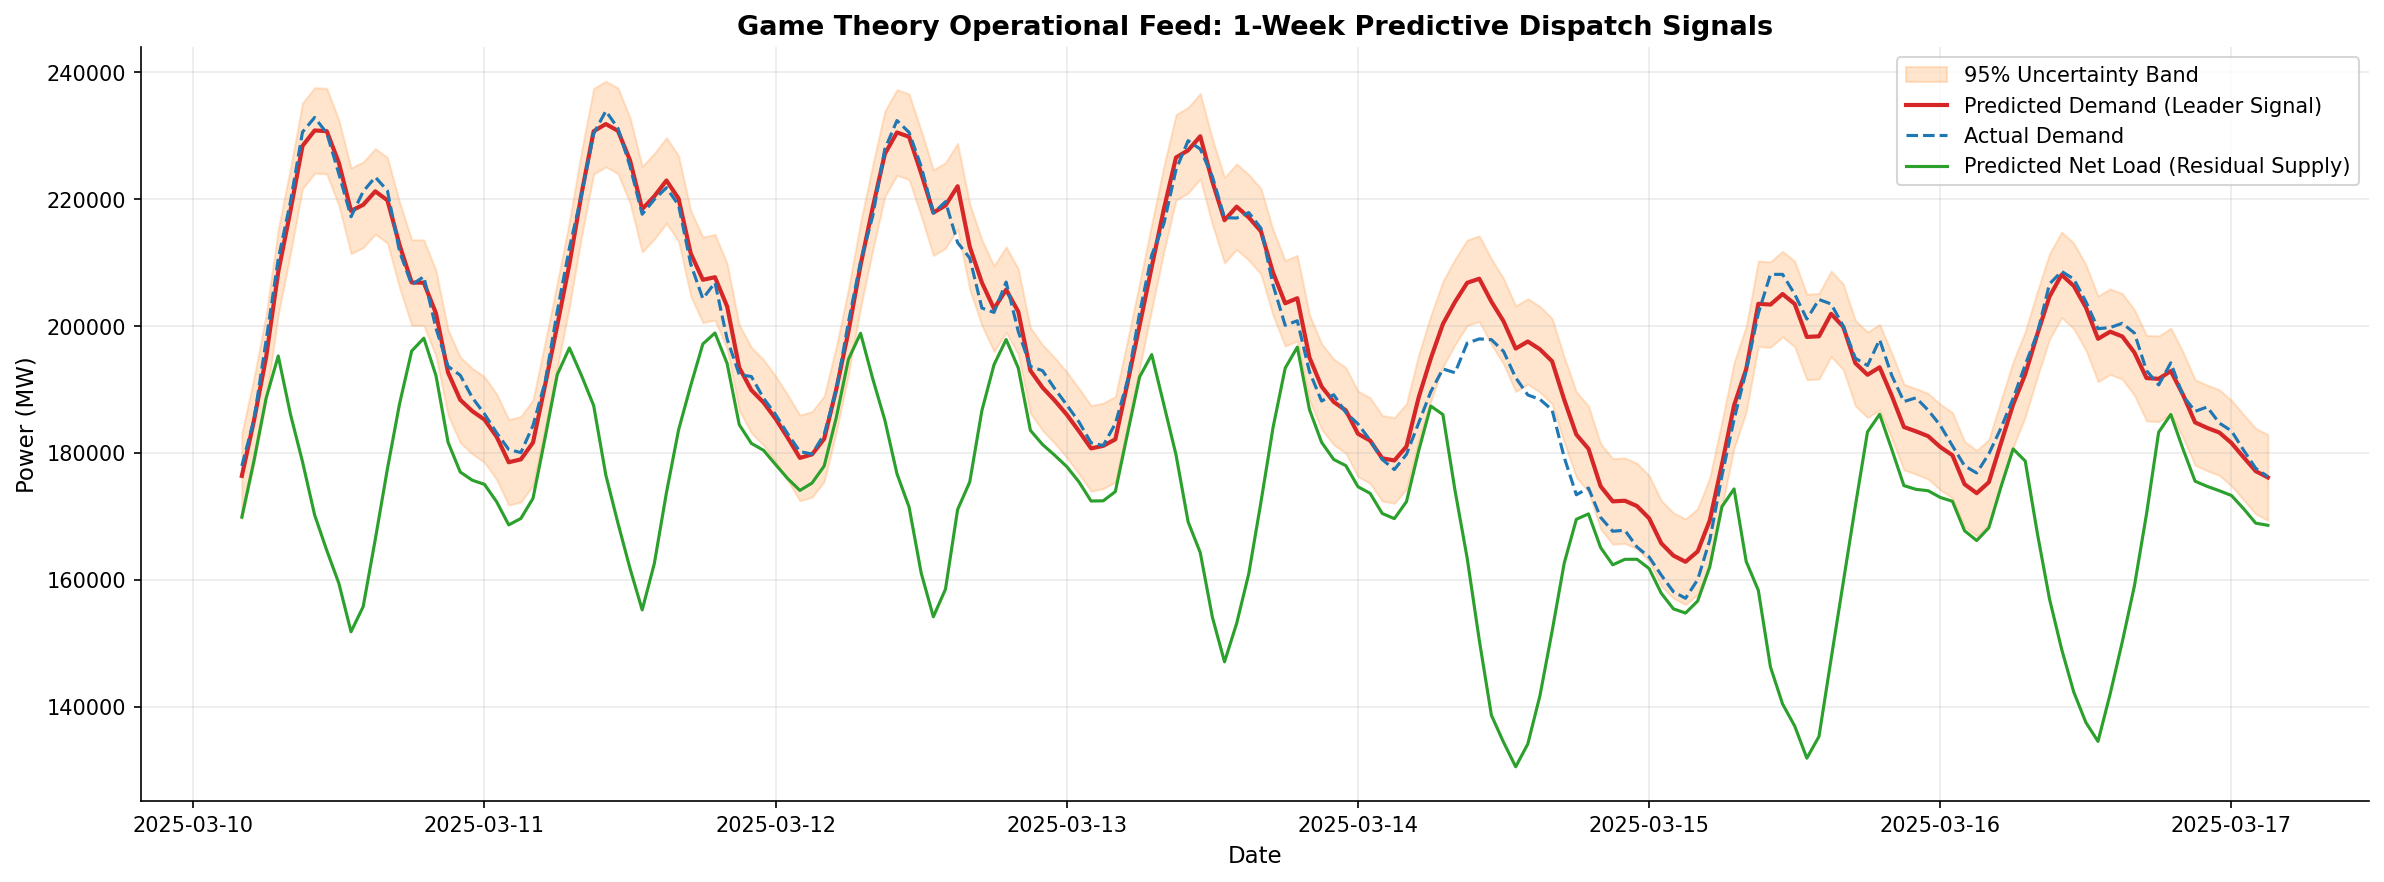 Game Theory Operational Feed: 1-Week Predictive Dispatch Signals
95% Uncertainty Band
Predicted Demand (Leader Signal)
Actual Demand
Predicted Net Load (Residual Supply)
Power (MW)
240000
220000
200000
180000
160000
140000
2025-03-10
2025-03-11
2025-03-12
2025-03-13
2025-03-14
2025-03-15
2025-03-16
2025-03-17
Date